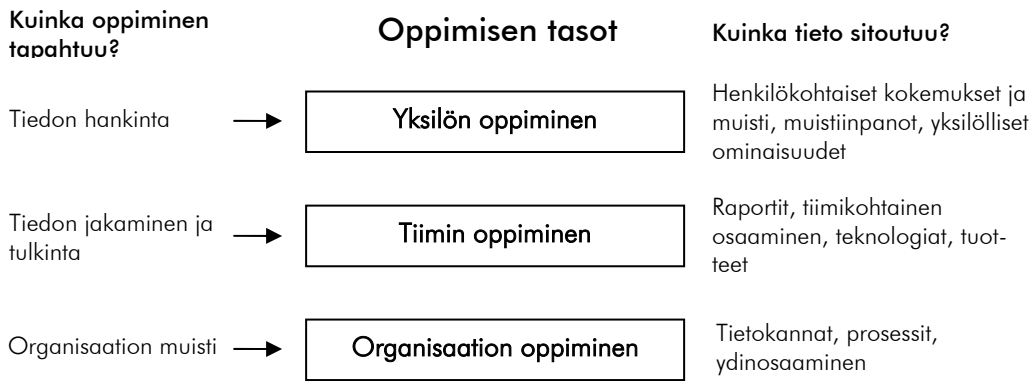 Kuinka oppiminen
tapahtuu?
Oppimisen tasot
Kuinka tieto sitoutuu?
Tiedon hankinta
Yksilön oppiminen
Henkilökohtaiset kokemukset ja
muisti, muistiinpanot, yksilölliset
ominaisuudet
Tiedon jakaminen ja
tulkinta
Tiimin oppiminen
Raportit, tiimikohtainen
osaaminen, teknologiat, tuot-
teet
Organisaation muisti
Organisaation oppiminen
Tietokannat, prosessit,
ydinosaaminen